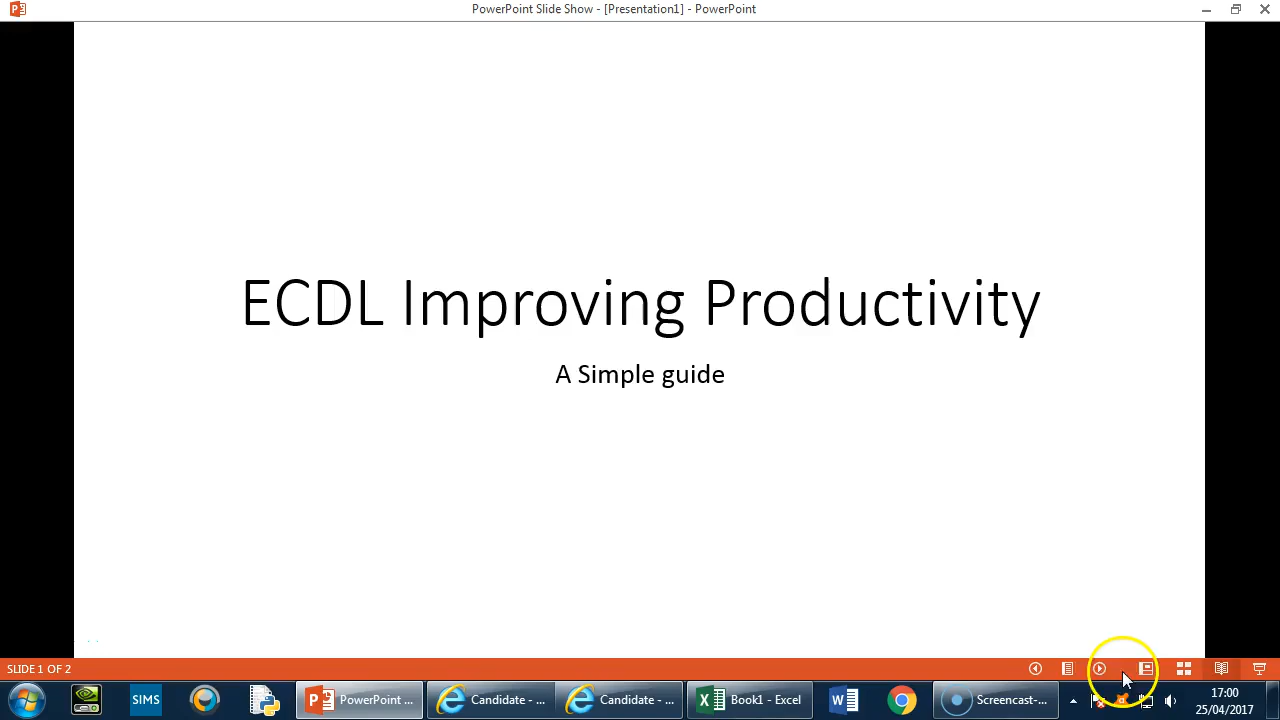 PowerPoint Slide Show - [Presentation1] - PowerPoint
ECDL Improving Productivity
A Simple guide
SLIDE 1 OF 2
SIMS
PowerPoint ...
Candidate - ...
Candidate - ...
Book1 - Excel
Screencast-...
17:00
25/04/2017